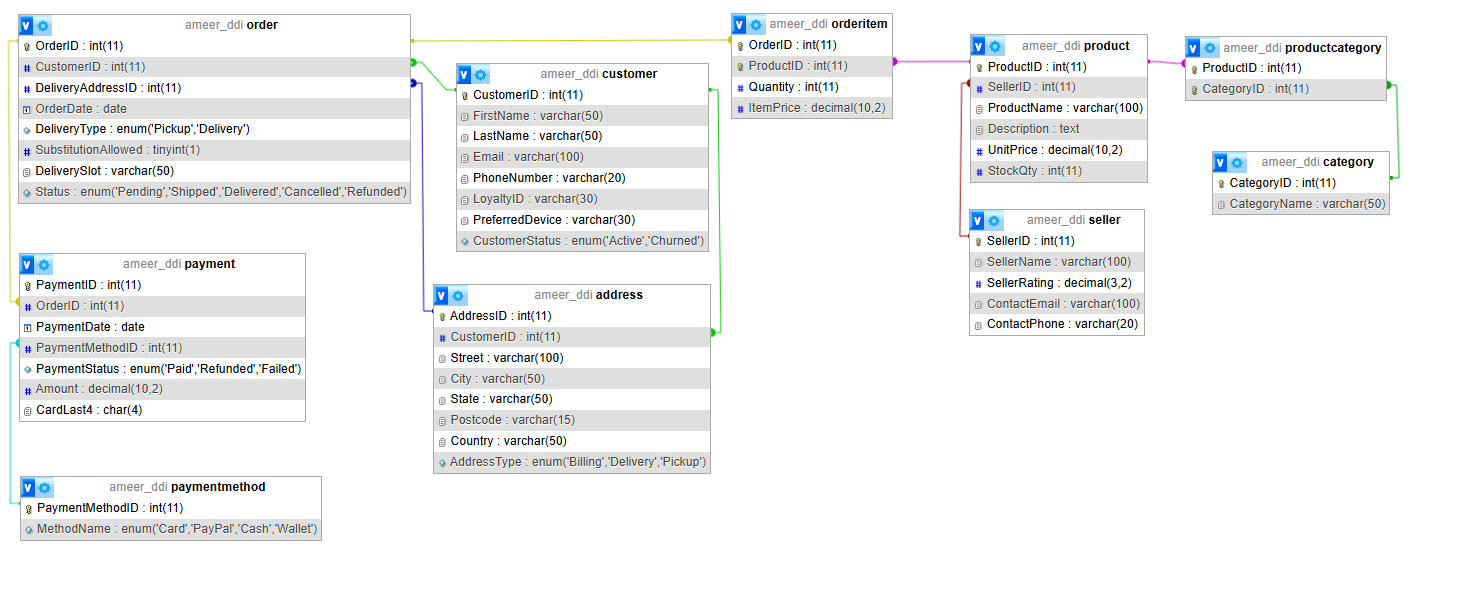 ameer_ddi order
OrderID : int(11)
CustomerID : int(11)
DeliveryAddressID : int(11)
OrderDate : date
DeliveryType : enum('Pickup','Delivery')
SubstitutionAllowed : tinyint(1)
DeliverySlot : varchar(50)
Status : enum('Pending','Shipped','Delivered','Cancelled','Refunded')
ameer_ddi customer
CustomerID : int(11)
FirstName : varchar(50)
LastName : varchar(50)
Email : varchar(100)
PhoneNumber : varchar(20)
LoyaltyID : varchar(30)
PreferredDevice : varchar(30)
CustomerStatus : enum('Active','Churned')
ameer_ddi orderitem
OrderID : int(11)
ProductID : int(11)
Quantity : int(11)
ItemPrice : decimal(10,2)
ameer_ddi product
ProductID : int(11)
SellerID : int(11)
ProductName : varchar(100)
Description : text
UnitPrice : decimal(10,2)
StockQty : int(11)
ameer_ddi productcategory
ProductID : int(11)
CategoryID : int(11)
ameer_ddi category
CategoryID : int(11)
CategoryName : varchar(50)
ameer_ddi seller
SellerID : int(11)
SellerName : varchar(100)
SellerRating : decimal(3,2)
ContactEmail : varchar(100)
ContactPhone : varchar(20)
ameer_ddi payment
PaymentID : int(11)
OrderID : int(11)
PaymentDate : date
PaymentMethodID : int(11)
PaymentStatus : enum('Paid','Refunded','Failed')
Amount : decimal(10,2)
CardLast4 : char(4)
ameer_ddi address
AddressID : int(11)
CustomerID : int(11)
Street : varchar(100)
City : varchar(50)
State : varchar(50)
Postcode : varchar(15)
Country : varchar(50)
AddressType : enum('Billing','Delivery','Pickup')
ameer_ddi paymentmethod
PaymentMethodID : int(11)
MethodName : enum('Card','PayPal','Cash','Wallet')